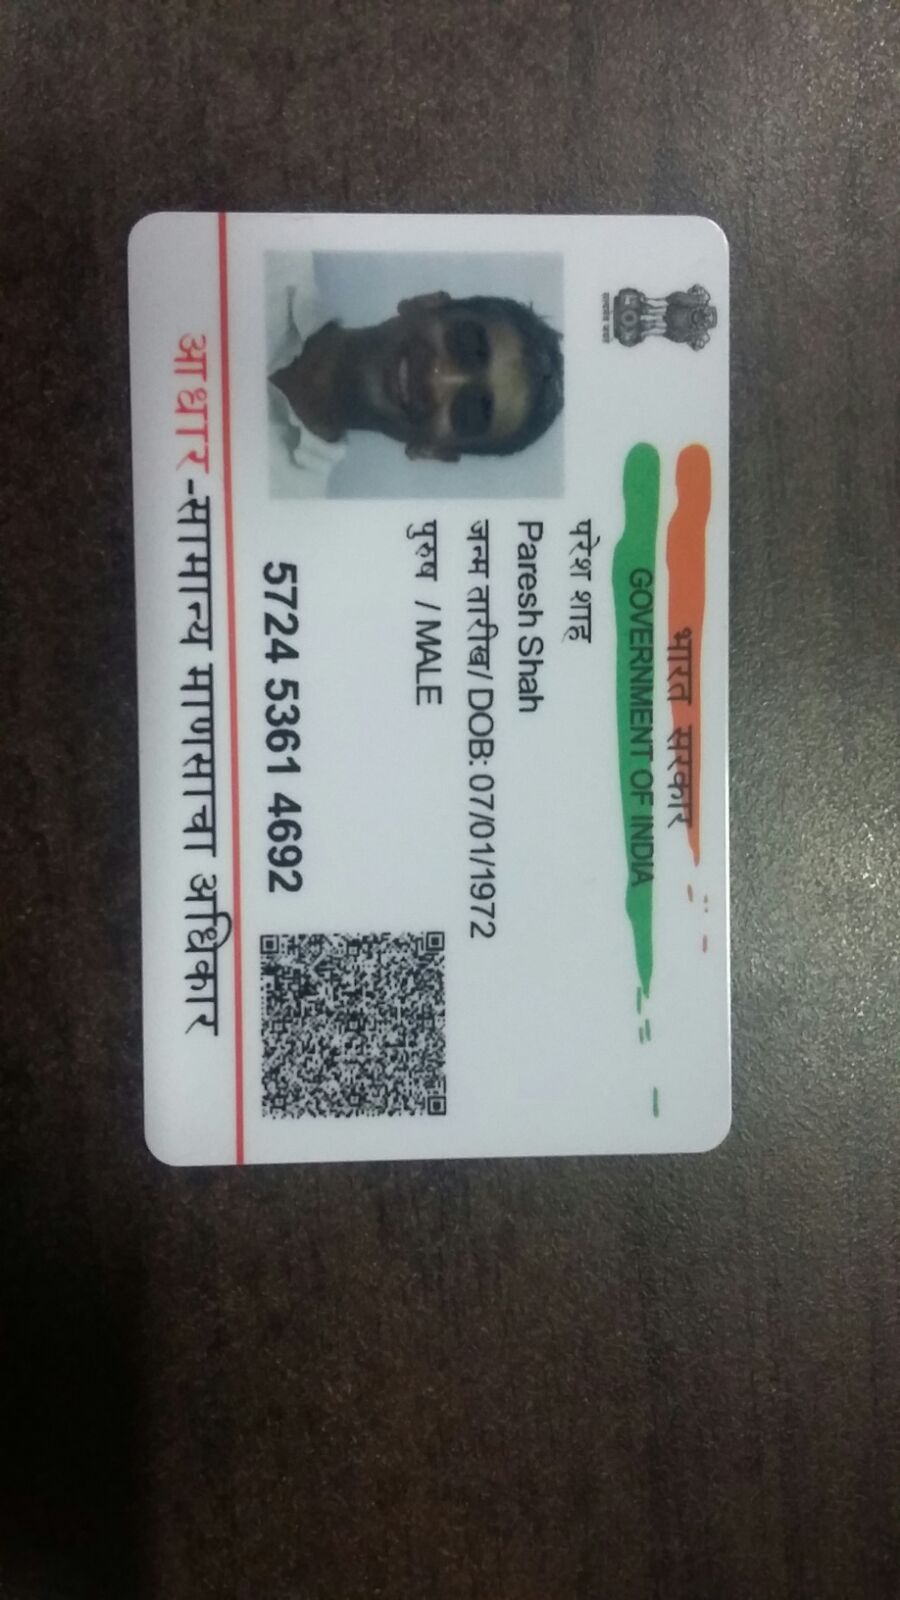 भारत सरकार
GOVERNMENT OF INDIA
सत्यमेव जयते
परेश शाह
Paresh Shah
जन्म तारीख/ DOB: 07/01/1972
पुरुष / MALE
5724 5361 4692
आधार -सामान्य माणसाचा अधिकार